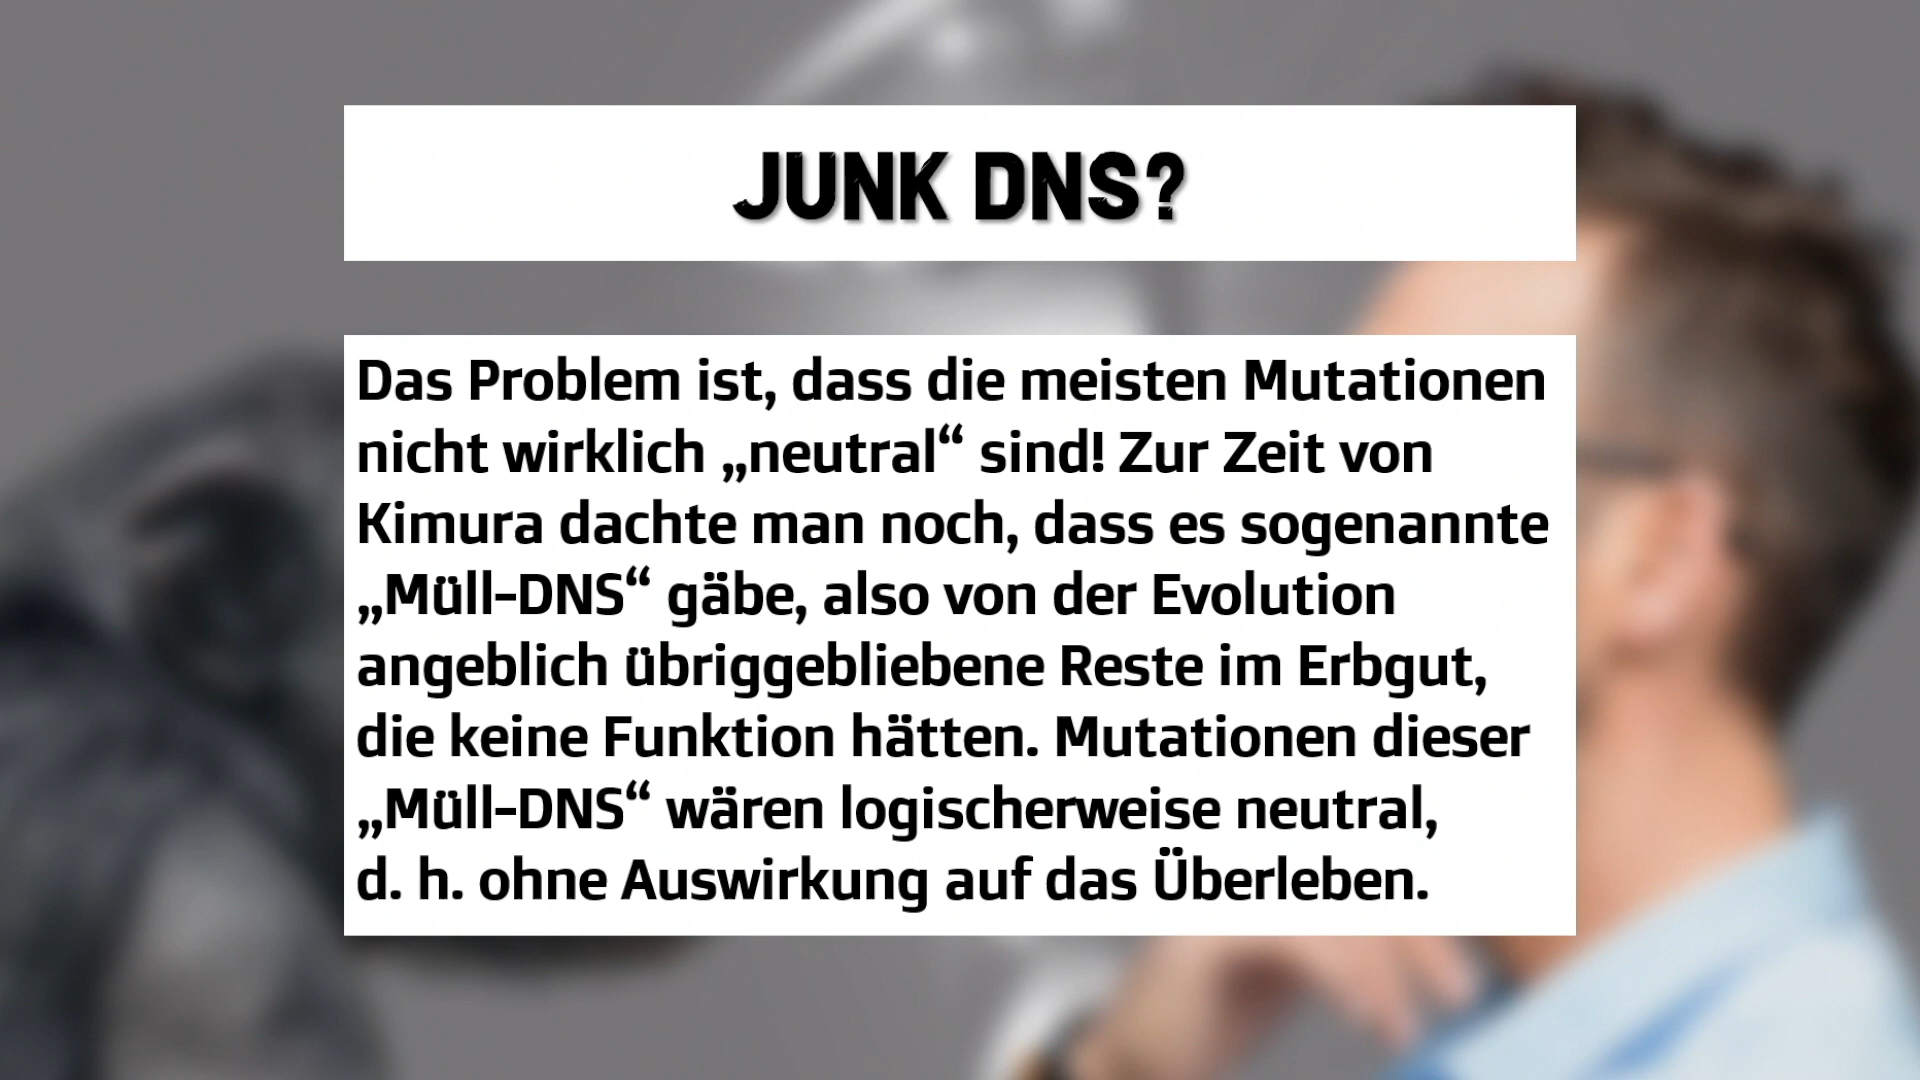 JUNK DNS?
Das Problem ist, dass die meisten Mutationen
nicht wirklich „neutral“ sind! Zur Zeit von
Kimura dachte man noch, dass es sogenannte
„Müll-DNS“ gäbe, also von der Evolution
angeblich übriggebliebene Reste im Erbgut,
die keine Funktion hätten. Mutationen dieser
„Müll-DNS“ wären logischerweise neutral,
d. h. ohne Auswirkung auf das Überleben.